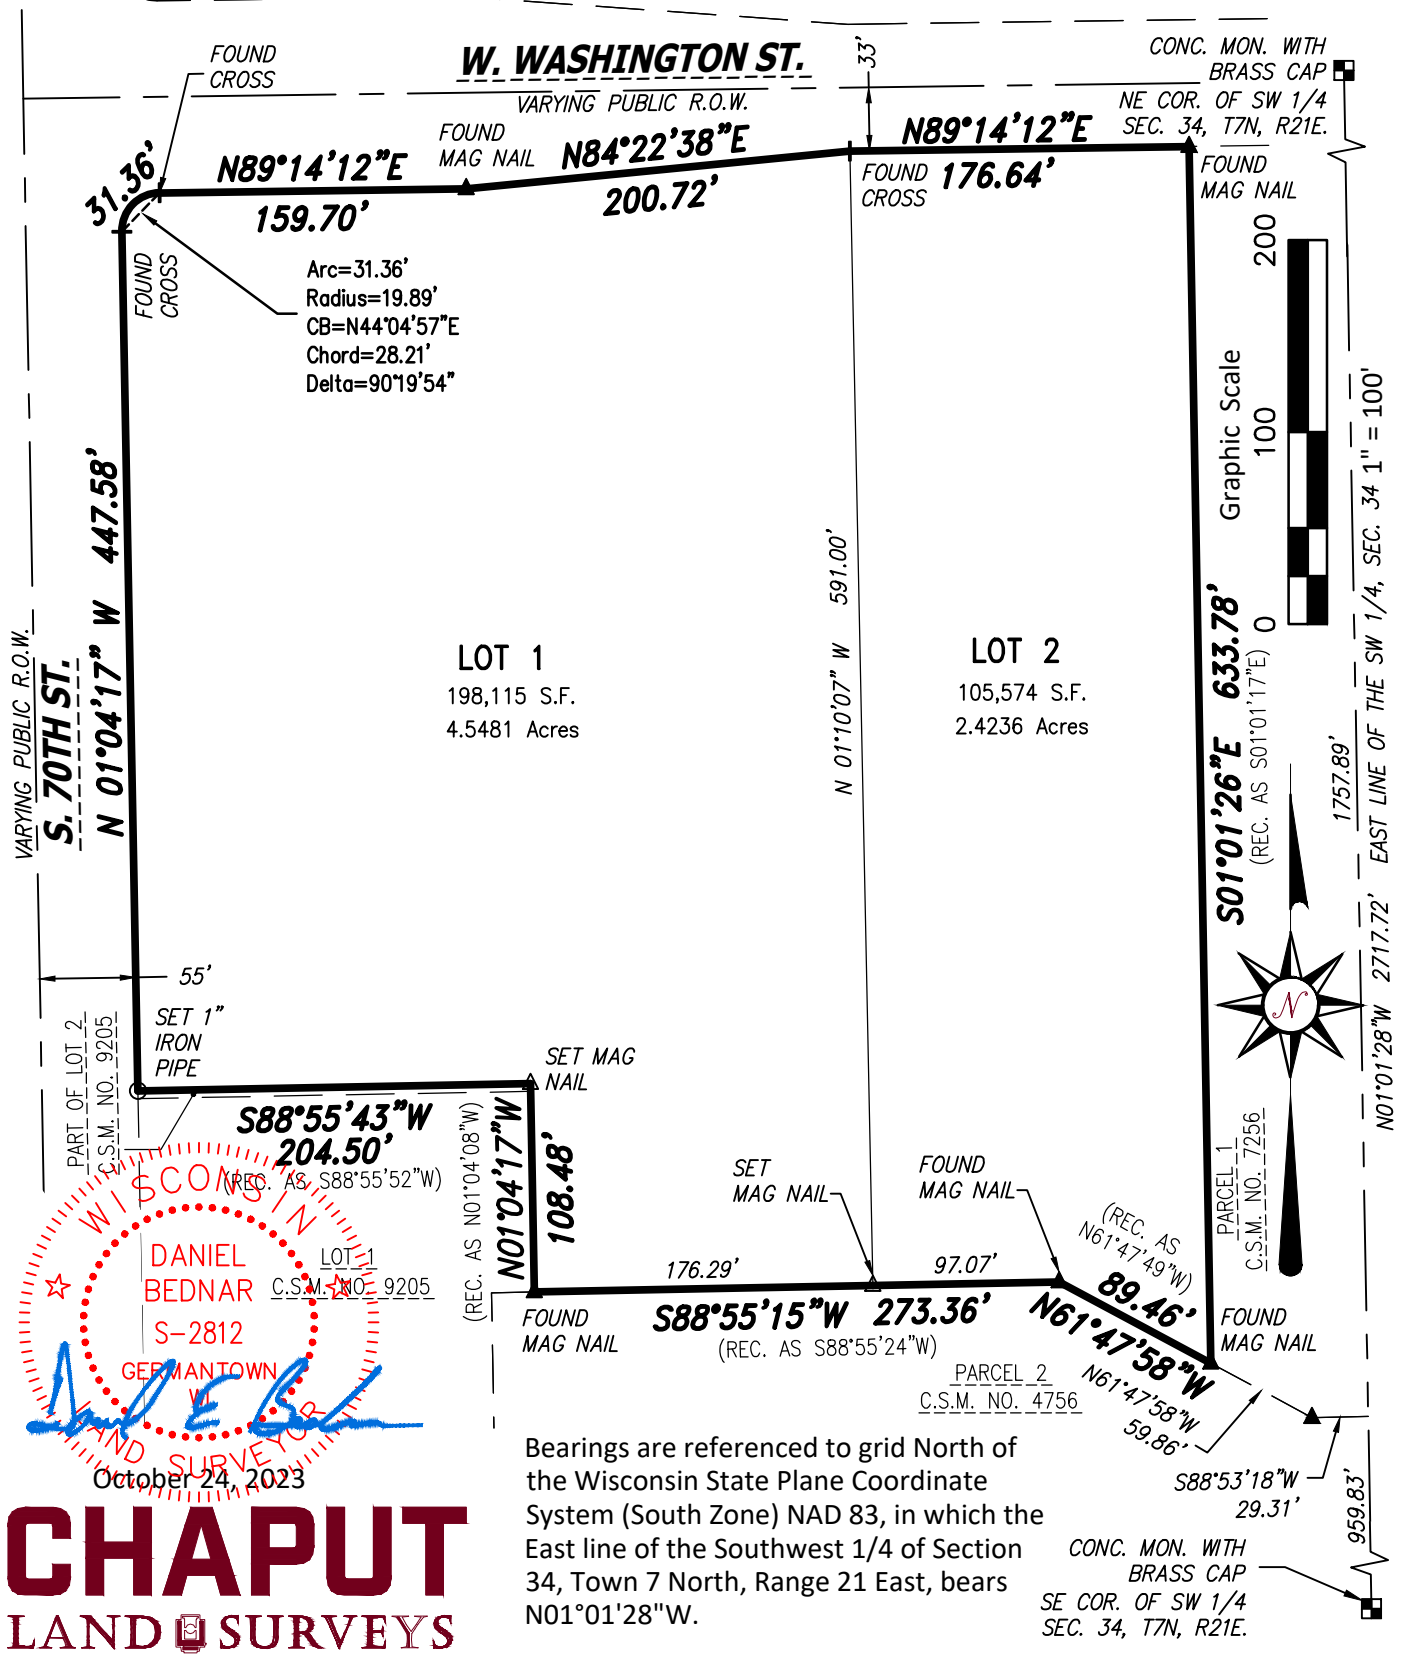 W. WASHINGTON ST.
VARYING PUBLIC R.O.W.
FOUND
CROSS
33'
CONC. MON. WITH
BRASS CAP
NE COR. OF SW 1/4
SEC. 34, T7N, R21E.
FOUND
MAG NAIL
31.36'
N89°14'12"E
159.70'
N84°22'38"E
200.72'
N89°14'12"E
176.64'
FOUND
CROSS
FOUND
MAG NAIL
FOUND
CROSS
Arc=31.36'
Radius=19.89'
CB=N44°04'57"E
Chord=28.21'
Delta=90°19'54"
Graphic Scale
0 100 200
1" = 100'
VARYING PUBLIC R.O.W.
S. 70TH ST.
N 01°04'17" W 447.58'
LOT 1
198,115 S.F.
4.5481 Acres
N 01°10'07" W 591.00'
LOT 2
105,574 S.F.
2.4236 Acres
S01°01'26"E 633.78'
(REC. AS S01°01'17"E)
1757.89'
N01°01'28"W 2717.72' EAST LINE OF THE SW 1/4, SEC. 34
N
55'
SET 1"
IRON
PIPE
PART OF LOT 2
C.S.M. NO. 9205
SET MAG
NAIL
S88°55'43"W
204.50'
(REC. AS S88°55'52"W)
(REC. AS N01°04'08"W)
N01°04'17"W
108.48'
SET
MAG NAIL
FOUND
MAG NAIL
PARCEL 1
C.S.M. NO. 7256
(REC. AS
N61°47'49"W)
89.46'
N61°47'58"W
176.29'
97.07'
FOUND
MAG NAIL
S88°55'15"W 273.36'
(REC. AS S88°55'24"W)
FOUND
MAG NAIL
PARCEL 2
C.S.M. NO. 4756
N61°47'58"W
59.86'
S88°53'18"W
29.31'
959.83'
LOT 1
C.S.M. NO. 9205
WISCONSIN
DANIEL
BEDNAR
S-2812
GERMANTOWN
WI
LAND SURVEYOR
Daniel E Bednar
October 24, 2023
CHAPUT
LAND SURVEYS
Bearings are referenced to grid North of
the Wisconsin State Plane Coordinate
System (South Zone) NAD 83, in which the
East line of the Southwest 1/4 of Section
34, Town 7 North, Range 21 East, bears
N01°01'28"W.
CONC. MON. WITH
BRASS CAP
SE COR. OF SW 1/4
SEC. 34, T7N, R21E.